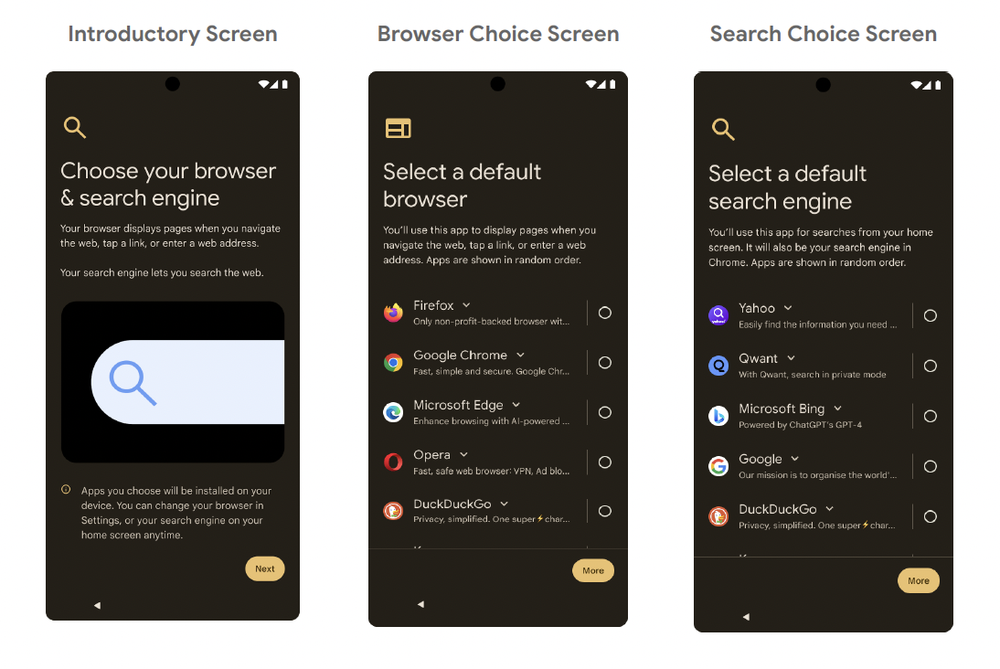 Introductory Screen
Choose your browser
& search engine
Your browser displays pages when you navigate
the web, tap a link, or enter a web address.
Your search engine lets you search the web.
Apps you choose will be installed on your
device. You can change your browser in
Settings, or your search engine on your
home screen anytime.
Next
Browser Choice Screen
Select a default
browser
You'll use this app to display pages when you
navigate the web, tap a link, or enter a web
address. Apps are shown in random order.
Firefox
Only non-profit-backed browser wit...
Google Chrome
Fast, simple and secure. Google Chr...
Microsoft Edge
Enhance browsing with AI-powered ...
Opera
Fast, safe web browser: VPN, Ad blo...
DuckDuckGo
Privacy, simplified. One super⚡char...
More
Search Choice Screen
Select a default
search engine
You'll use this app for searches from your home
screen. It will also be your search engine in
Chrome. Apps are shown in random order.
Yahoo
yahoo!
Easily find the information you need ...
Qwant
With Qwant, search in private mode
Microsoft Bing
Powered by ChatGPT's GPT-4
Google
Our mission is to organise the world'...
DuckDuckGo
Privacy, simplified. One super⚡char...
More